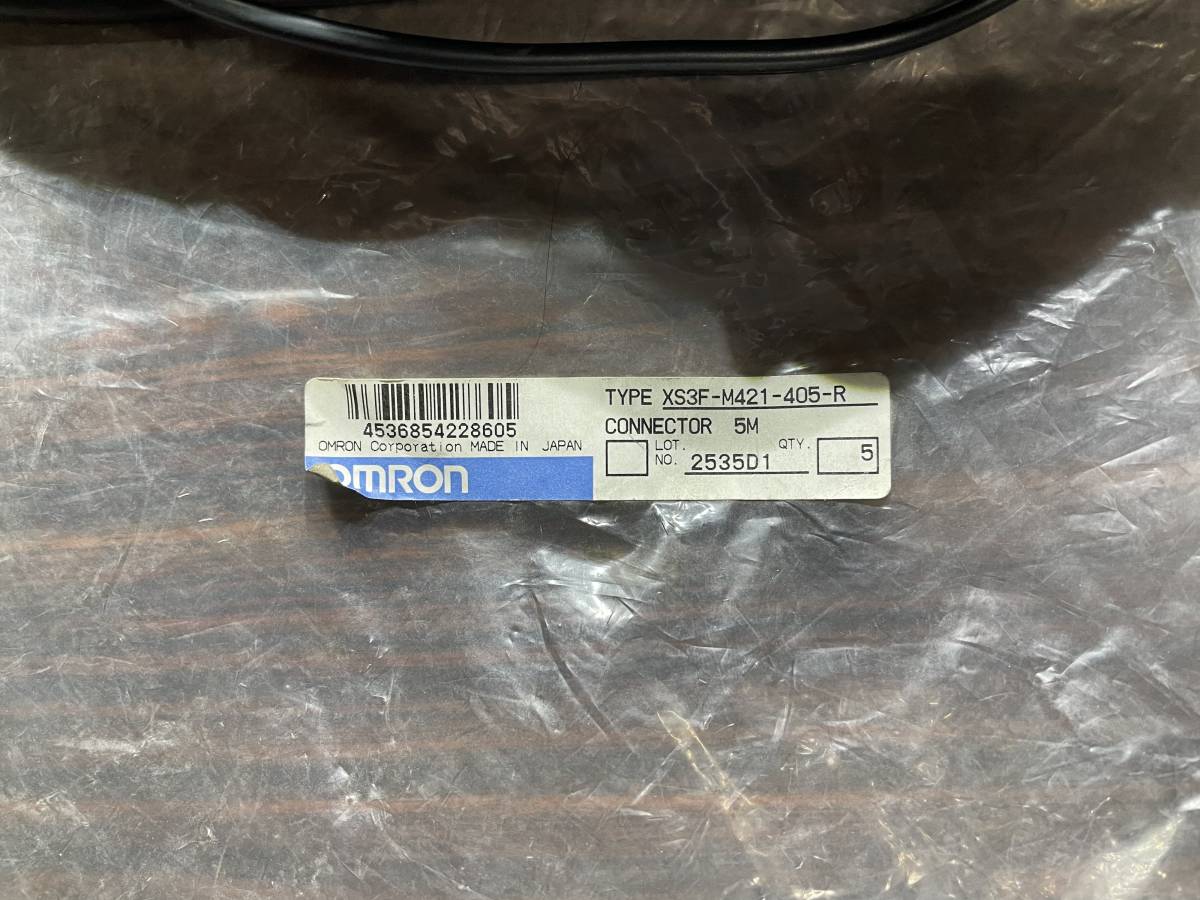 4536854228605
OMRON Corporation MADE IN JAPAN
OMRON
TYPE XS3F-M421-405-R
CONNECTOR 5M
LOT. NO. 2535D1
QTY. 5